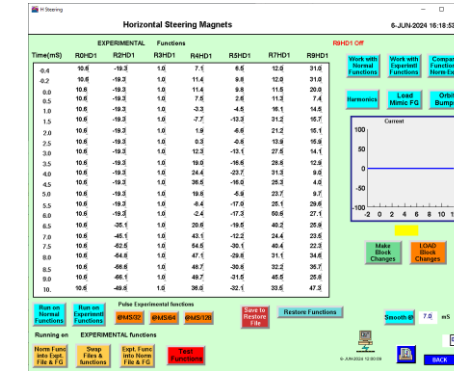 Steering
Horizontal Steering Magnets 6-JUN-2024 16:18:53
EXPERIMENTAL Functions R9HD1 Off
Time(mS) R0HD1 R2HD1 R3HD1 R4HD1 R5HD1 R7HD1 R9HD1
-0.4 10.6 -19.3 1.0 7.1 6.5 12.0 31.0
-0.2 10.6 -19.3 1.0 11.4 9.8 12.0 31.0
0.0 10.6 -19.3 1.0 11.4 9.8 11.5 20.0
0.5 10.6 -19.3 1.0 7.5 2.6 11.3 7.4
1.0 10.6 -19.3 1.0 -2.3 -4.5 16.1 14.5
1.5 10.6 -19.3 1.0 -7.7 -13.3 31.2 15.7
2.0 10.6 -19.3 1.0 1.9 -6.6 21.2 15.1
2.5 10.6 -19.3 1.0 0.3 -0.6 13.9 15.9
3.0 10.6 -19.3 1.0 12.3 -13.1 27.5 14.1
3.5 10.6 -19.3 1.0 19.0 -16.6 28.6 12.9
4.0 10.6 -19.3 1.0 24.4 -23.7 31.3 9.0
4.5 10.6 -19.3 1.0 36.5 -16.0 25.3 4.0
5.0 10.6 -19.3 1.0 19.6 -5.9 23.7 9.7
5.5 10.6 -19.3 1.0 -0.4 -17.0 25.1 29.6
6.0 10.6 -19.3 1.0 -2.4 -17.3 50.6 27.1
6.5 10.6 -35.1 1.0 20.6 -19.5 40.2 25.9
7.0 10.6 -45.1 1.0 43.1 -12.2 24.4 23.5
7.5 10.6 -52.5 1.0 54.5 -30.1 40.4 22.3
8.0 10.6 -54.8 1.0 47.1 -29.8 31.1 34.6
8.5 10.6 -56.6 1.0 46.7 -30.8 32.2 35.7
9.0 10.6 -66.1 1.0 49.7 -31.5 45.5 25.8
10. 10.6 -49.8 1.0 36.0 -32.1 33.5 47.3
Work with Normal Functions
Work with Experimtl Functions
Harmonics
Load Mimic FG
Current
100
50
0
-50
-100
-2 0 2 4 6 8 10
Make Block Changes
LOAD Block Changes
Run on Normal Functions
Run on Experimtl Functions
Pulse Experimental functions
@MS/32 @MS/64 @MS/128
Save to Restore File
Restore Functions
Smooth @ 7.0 mS
Running on EXPERIMENTAL functions
Norm Func into Expt. File & FG
Swap Files & functions
Expt. Func into Norm File & FG
Test Functions
BACK